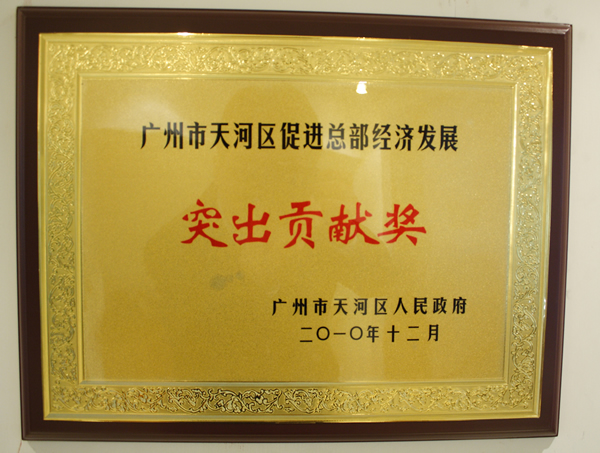 广州市天河区促进总部经济发展
突出贡献奖
广州市天河区人民政府
二〇一〇年十二月